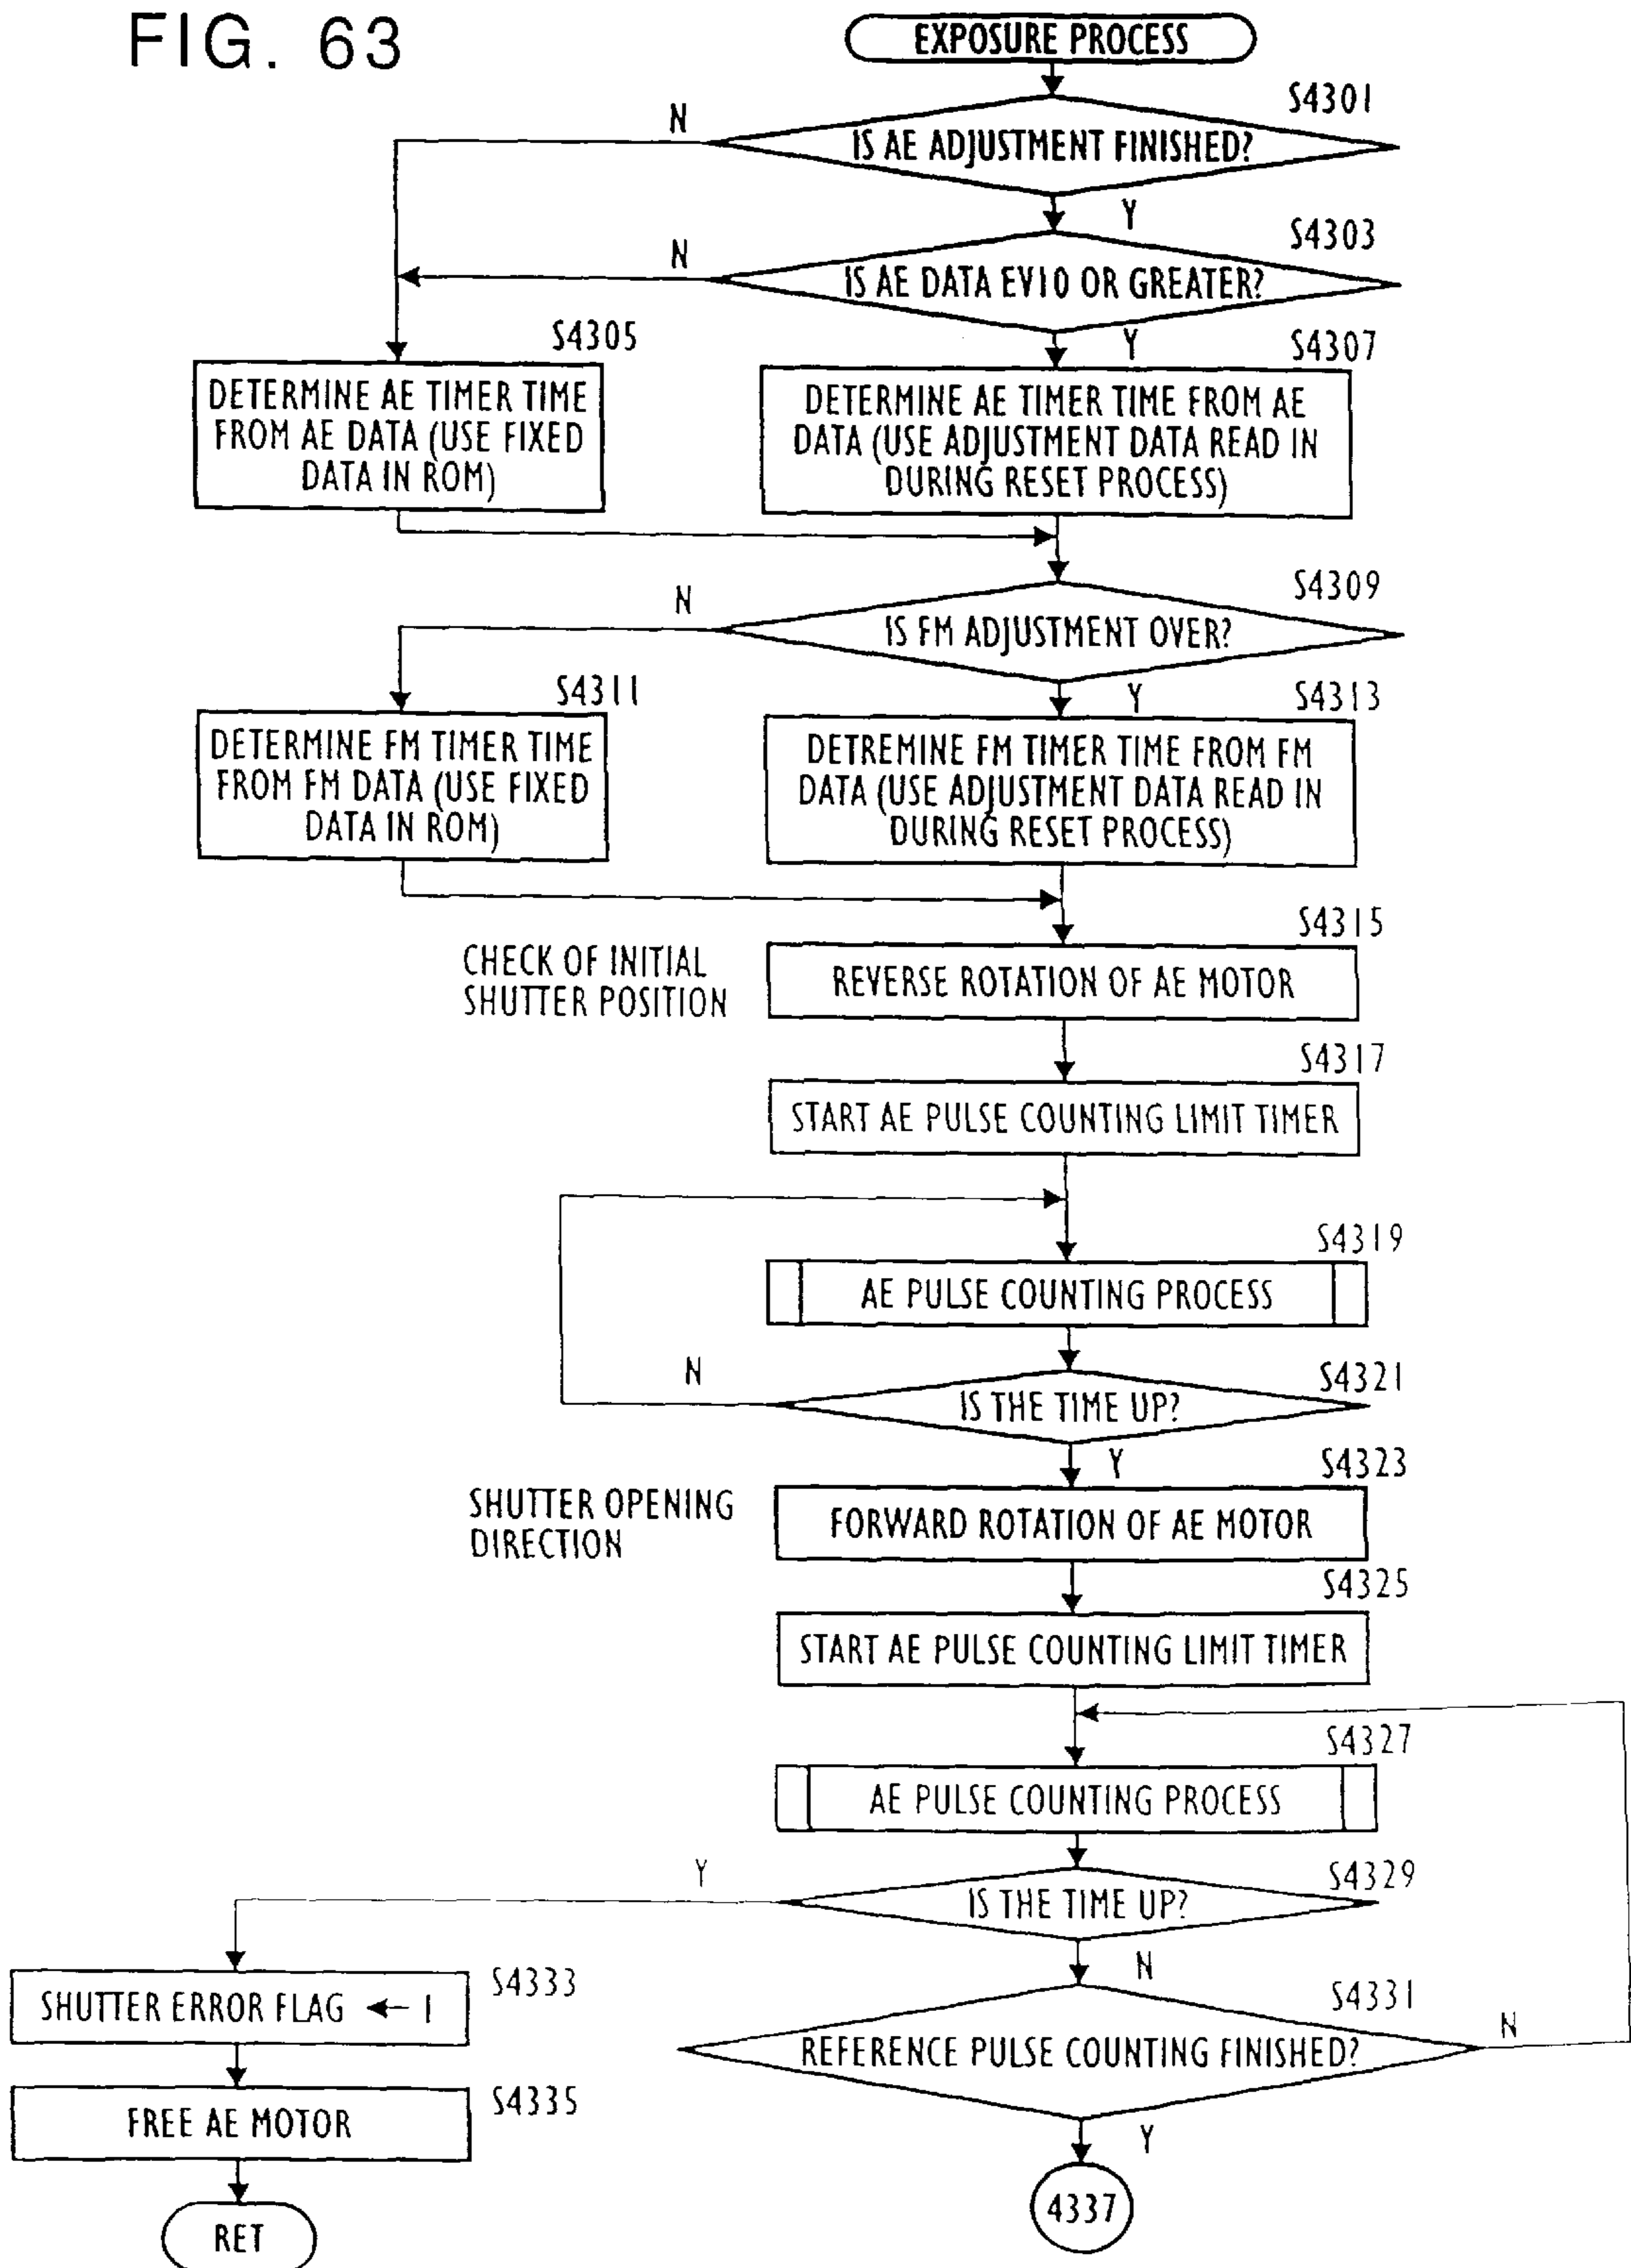 FIG. 63
EXPOSURE PROCESS
S4301
N
IS AE ADJUSTMENT FINISHED?
Y
S4303
N
IS AE DATA EV10 OR GREATER?
Y
S4305
S4307
DETERMINE AE TIMER TIME
FROM AE DATA (USE FIXED
DATA IN ROM)
DETERMINE AE TIMER TIME FROM AE
DATA (USE ADJUSTMENT DATA READ IN
DURING RESET PROCESS)
S4309
N
IS FM ADJUSTMENT OVER?
Y
S4311
S4313
DETERMINE FM TIMER TIME
FROM FM DATA (USE FIXED
DATA IN ROM)
DETREMINE FM TIMER TIME FROM FM
DATA (USE ADJUSTMENT DATA READ IN
DURING RESET PROCESS)
S4315
CHECK OF INITIAL
SHUTTER POSITION
REVERSE ROTATION OF AE MOTOR
S4317
START AE PULSE COUNTING LIMIT TIMER
S4319
AE PULSE COUNTING PROCESS
N
S4321
IS THE TIME UP?
Y
S4323
SHUTTER OPENING
DIRECTION
FORWARD ROTATION OF AE MOTOR
S4325
START AE PULSE COUNTING LIMIT TIMER
S4327
AE PULSE COUNTING PROCESS
Y
S4329
IS THE TIME UP?
N
S4333
SHUTTER ERROR FLAG ← 1
S4331
N
REFERENCE PULSE COUNTING FINISHED?
S4335
FREE AE MOTOR
Y
RET
4337